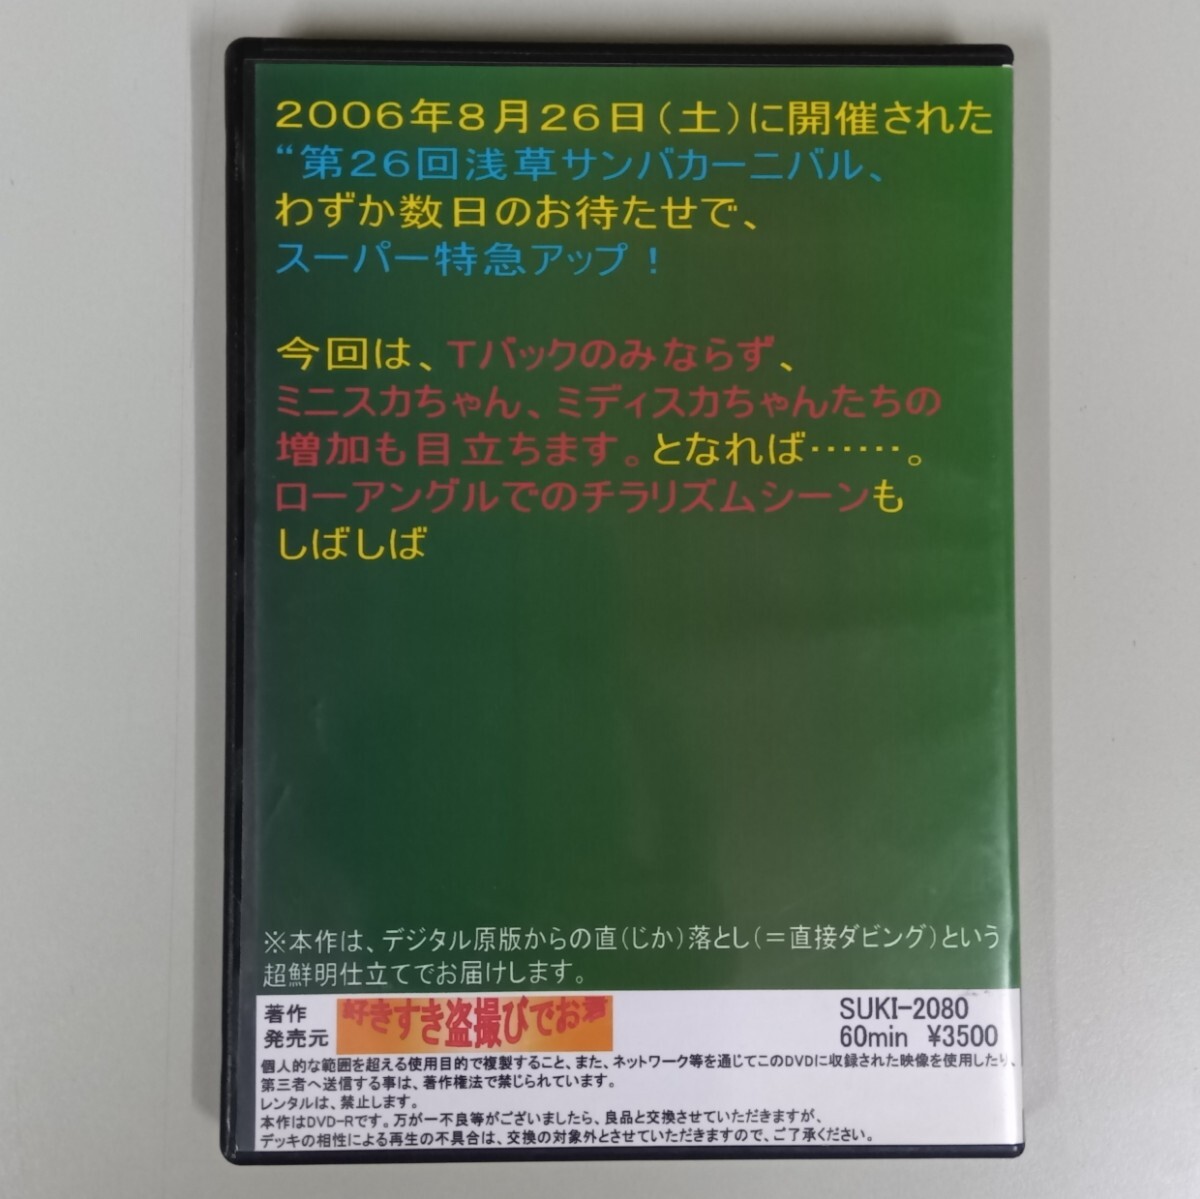 2006年8月26日(土)に開催された
“第26回浅草サンバカーニバル、
わずか数日のお待たせで、
スーパー特急アップ!
今回は、Tバックのみならず、
ミニスカちゃん、ミディスカちゃんたちの
増加も目立ちます。となれば……。
ローアングルでのチラリズムシーンも
しばしば
※本作は、デジタル原版からの直(じか)落とし(=直接ダビング)という
超鮮明仕立てでお届けします。
著作
発売元
好きすき盗撮びでお君
SUKI-2080
60min ¥3500
個人的な範囲を超える使用目的で複製すること、また、ネットワーク等を通じてこのDVDに収録された映像を使用したり、
第三者へ送信する事は、著作権法で禁じられています。
レンタルは、禁止します。
本作はDVD-Rです。万が一不良等がございましたら、良品と交換させていただきますが、
デッキの相性による再生の不具合は、交換の対象外とさせていただきますので、ご了承ください。